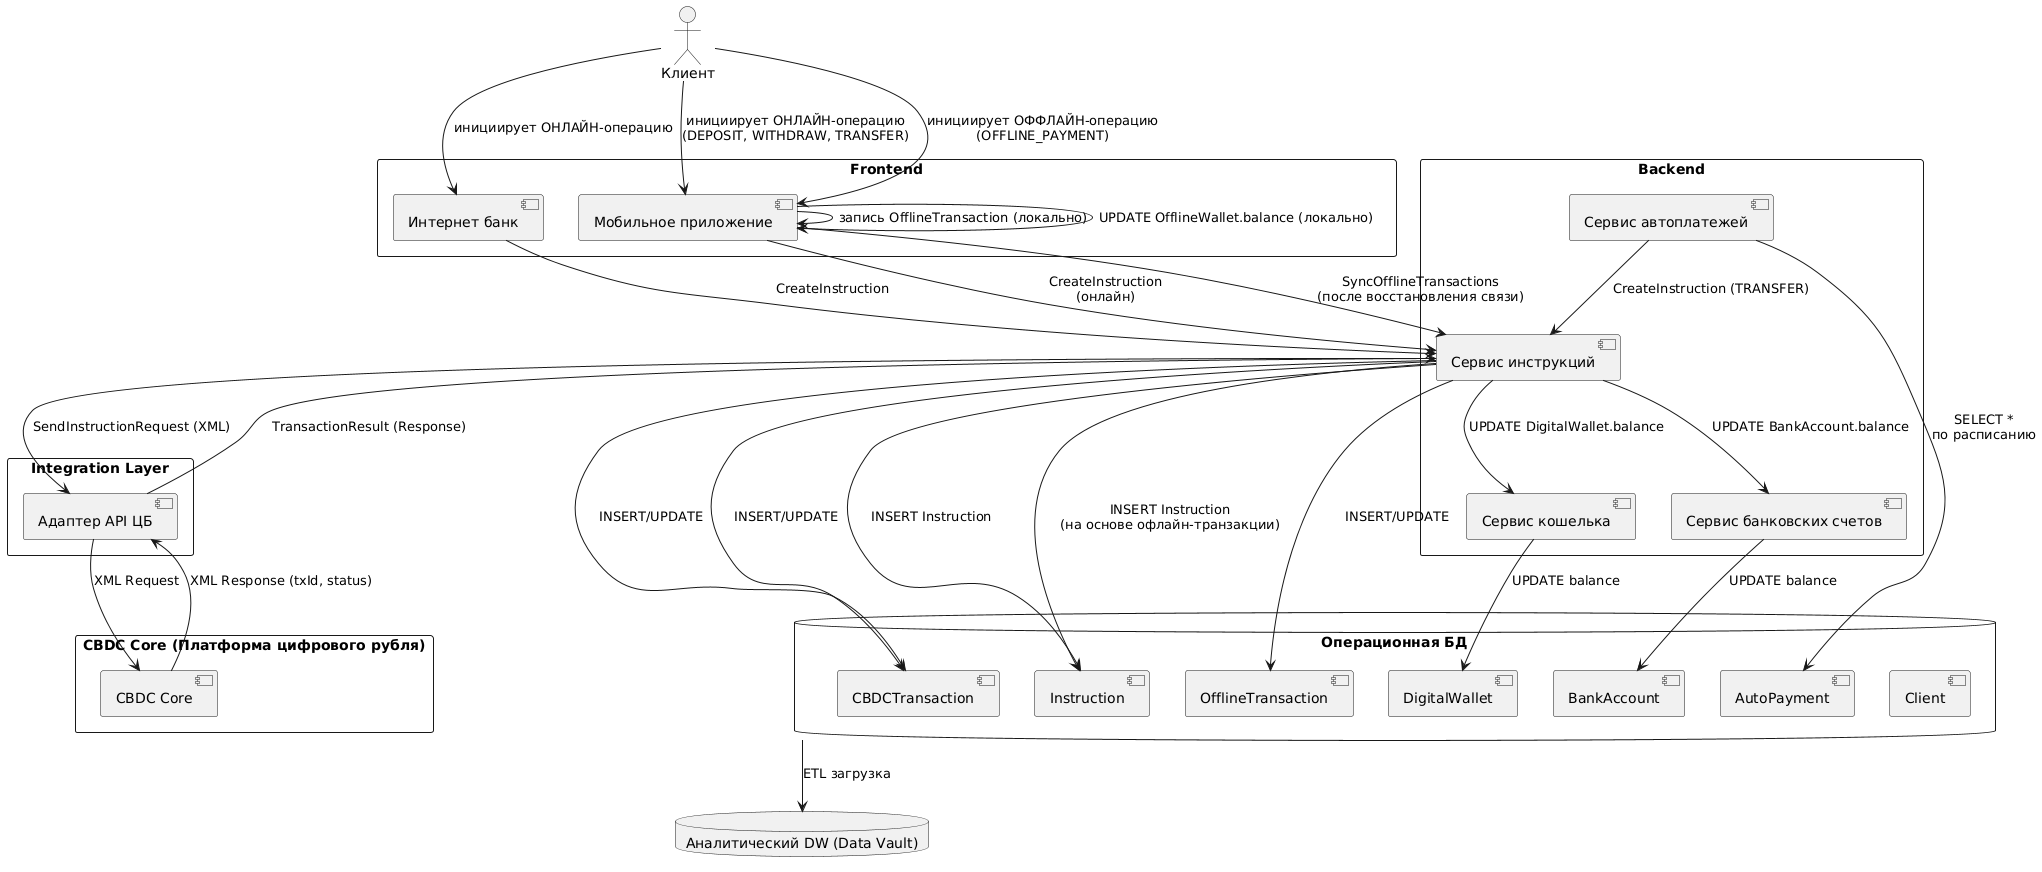 Клиент
инициирует ОНЛАЙН-операцию
инициирует ОНЛАЙН-операцию
(DEPOSIT, WITHDRAW, TRANSFER)
инициирует ОФФЛАЙН-операцию
(OFFLINE_PAYMENT)
Frontend
Backend
Интернет банк
Мобильное приложение
запись OfflineTransaction (локально)
UPDATE OfflineWallet.balance (локально)
Сервис автоплатежей
CreateInstruction
CreateInstruction
(онлайн)
SyncOfflineTransactions
(после восстановления связи)
CreateInstruction (TRANSFER)
Сервис инструкций
SendInstructionRequest (XML)
TransactionResult (Response)
UPDATE DigitalWallet.balance
UPDATE BankAccount.balance
SELECT *
по расписанию
Integration Layer
Адаптер API ЦБ
INSERT/UPDATE
INSERT/UPDATE
INSERT Instruction
INSERT Instruction
(на основе офлайн-транзакции)
INSERT/UPDATE
Сервис кошелька
Сервис банковских счетов
XML Request
XML Response (txId, status)
UPDATE balance
UPDATE balance
CBDC Core (Платформа цифрового рубля)
CBDC Core
Операционная БД
CBDCTransaction
Instruction
OfflineTransaction
DigitalWallet
BankAccount
AutoPayment
Client
ETL загрузка
Аналитический DW (Data Vault)